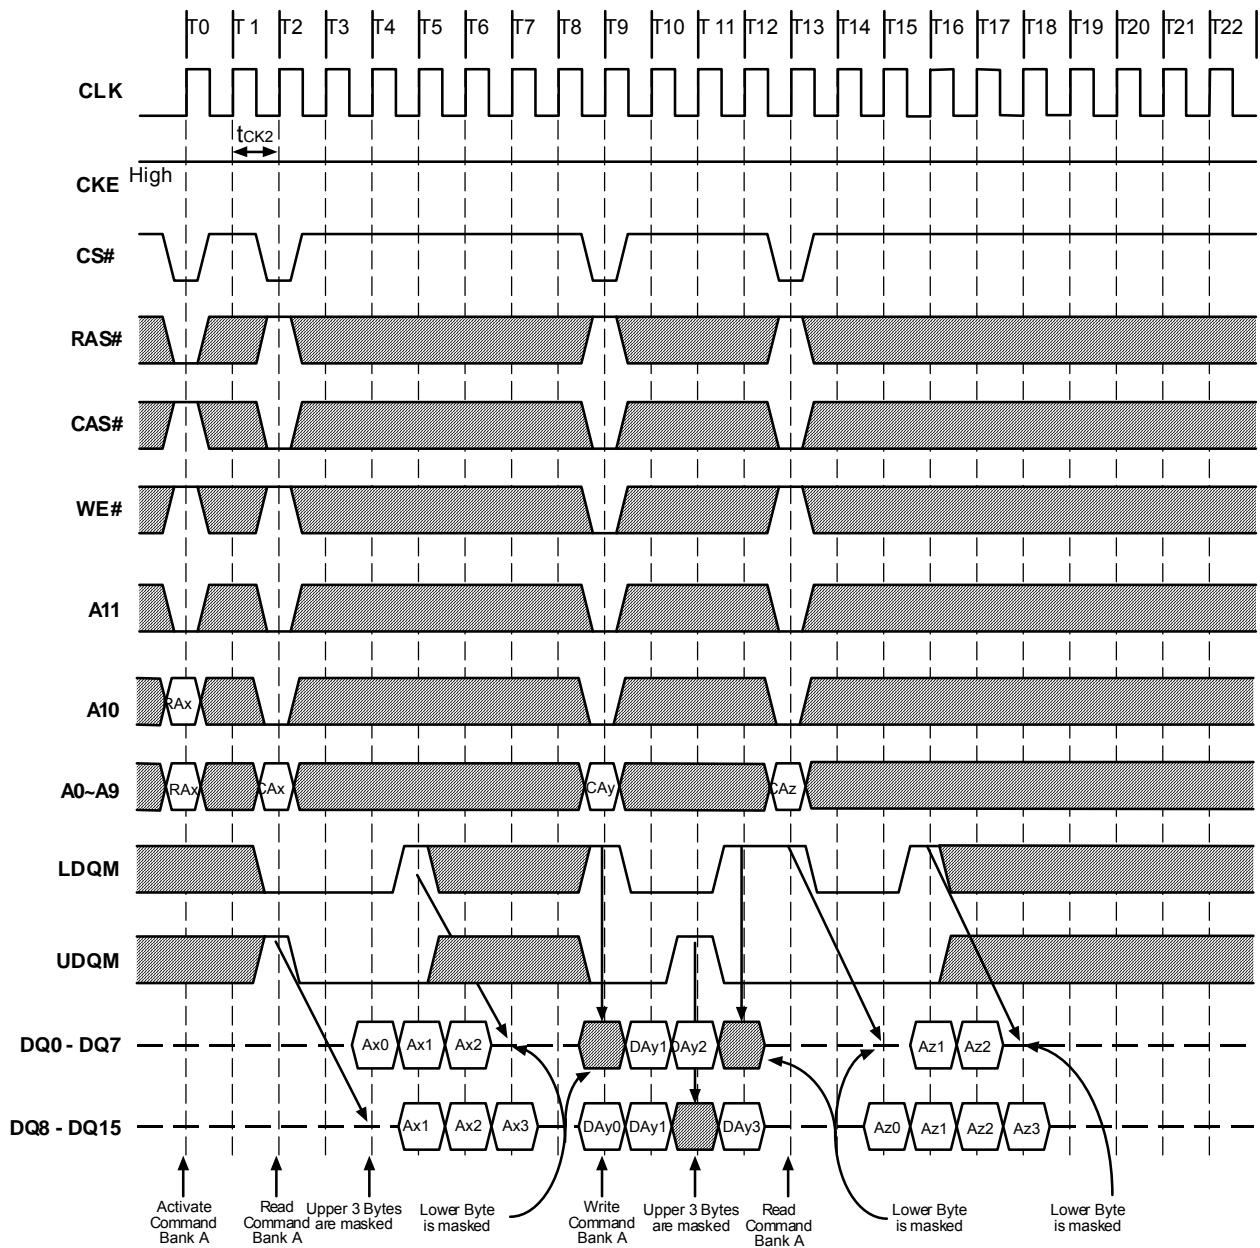 T0 T 1 T2 T3 T4 T5 T6 T7 T8 T9 T10 T 11 T12 T13 T14 T15 T16 T17 T18 T19 T20 T21 T22
CLK
tCK2
High
CKE
CS#
RAS#
CAS#
WE#
A11
RAx
A10
RAx CAx CAy CAz
A0~A9
LDQM
UDQM
DQ0 - DQ7 Ax0 Ax1 Ax2 DAy1 DAy2 Az1 Az2
DQ8 - DQ15 Ax1 Ax2 Ax3 DAy0 DAy1 DAy3 Az0 Az1 Az2 Az3
Activate
Command
Bank A
Read
Command
Bank A
Upper 3 Bytes
are masked
Lower Byte
is masked
Write
Command
Bank A
Upper 3 Bytes
are masked
Read
Command
Bank A
Lower Byte
is masked
Lower Byte
is masked